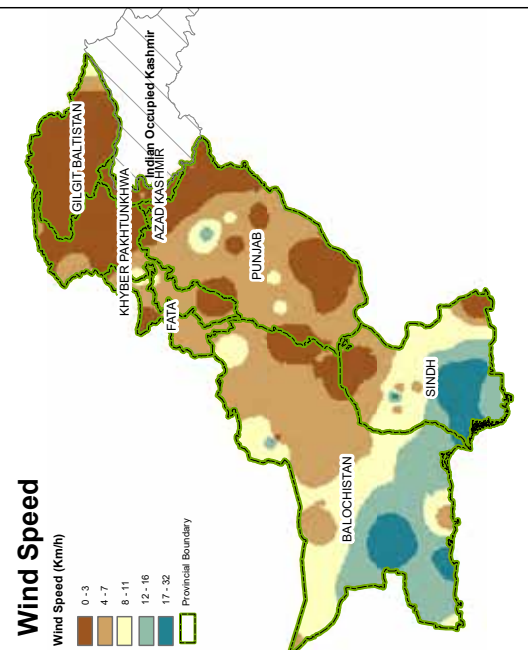 Wind Speed
Wind Speed (Km/h)
0 - 3
4 - 7
8 - 11
12 - 16
17 - 32
Provincial Boundary
GILGIT BALTISTAN
Indian Occupied Kashmir
KHYBER PAKHTUNKHWA
AZAD KASHMIR
FATA
PUNJAB
BALOCHISTAN
SINDH